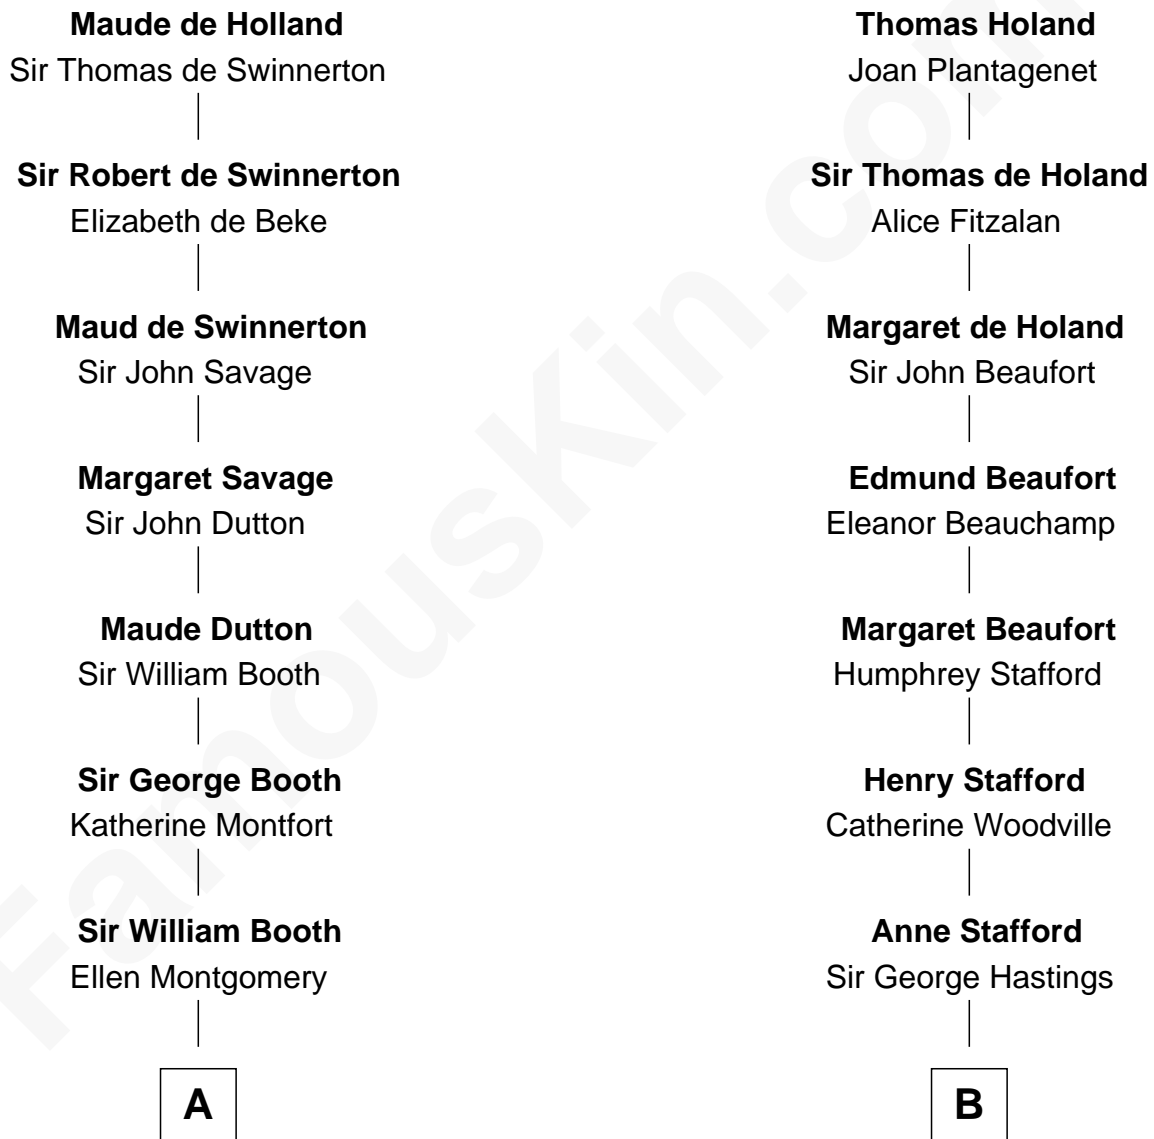 Maude de Holland
Sir Thomas de Swinnerton
Sir Robert de Swinnerton
Elizabeth de Beke
Maud de Swinnerton
Sir John Savage
Margaret Savage
Sir John Dutton
Maude Dutton
Sir William Booth
Sir George Booth
Katherine Montfort
Sir William Booth
Ellen Montgomery
A
Thomas Holand
Joan Plantagenet
Sir Thomas de Holand
Alice Fitzalan
Margaret de Holand
Sir John Beaufort
Edmund Beaufort
Eleanor Beauchamp
Margaret Beaufort
Humphrey Stafford
Henry Stafford
Catherine Woodville
Anne Stafford
Sir George Hastings
B
FamousKin.com